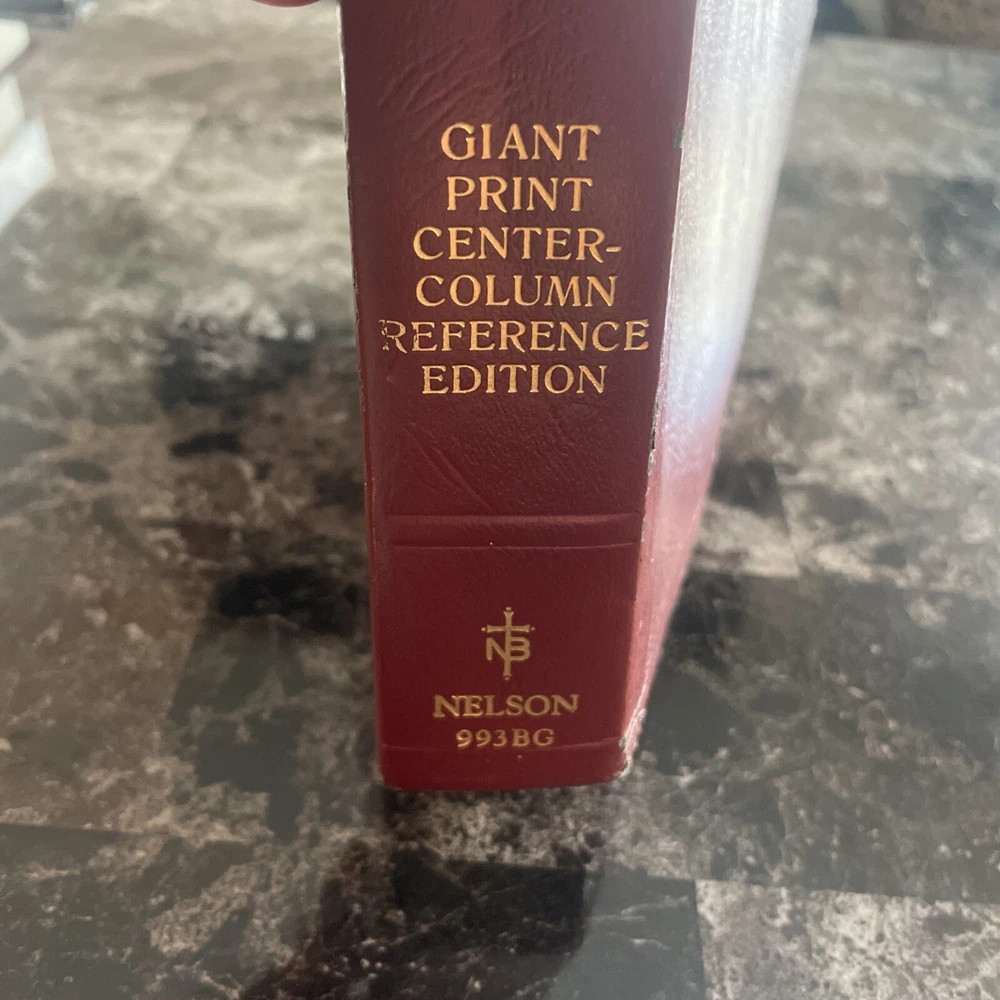 GIANT
PRINT
CENTER-
COLUMN
REFERENCE
EDITION
NB
NELSON
993BG